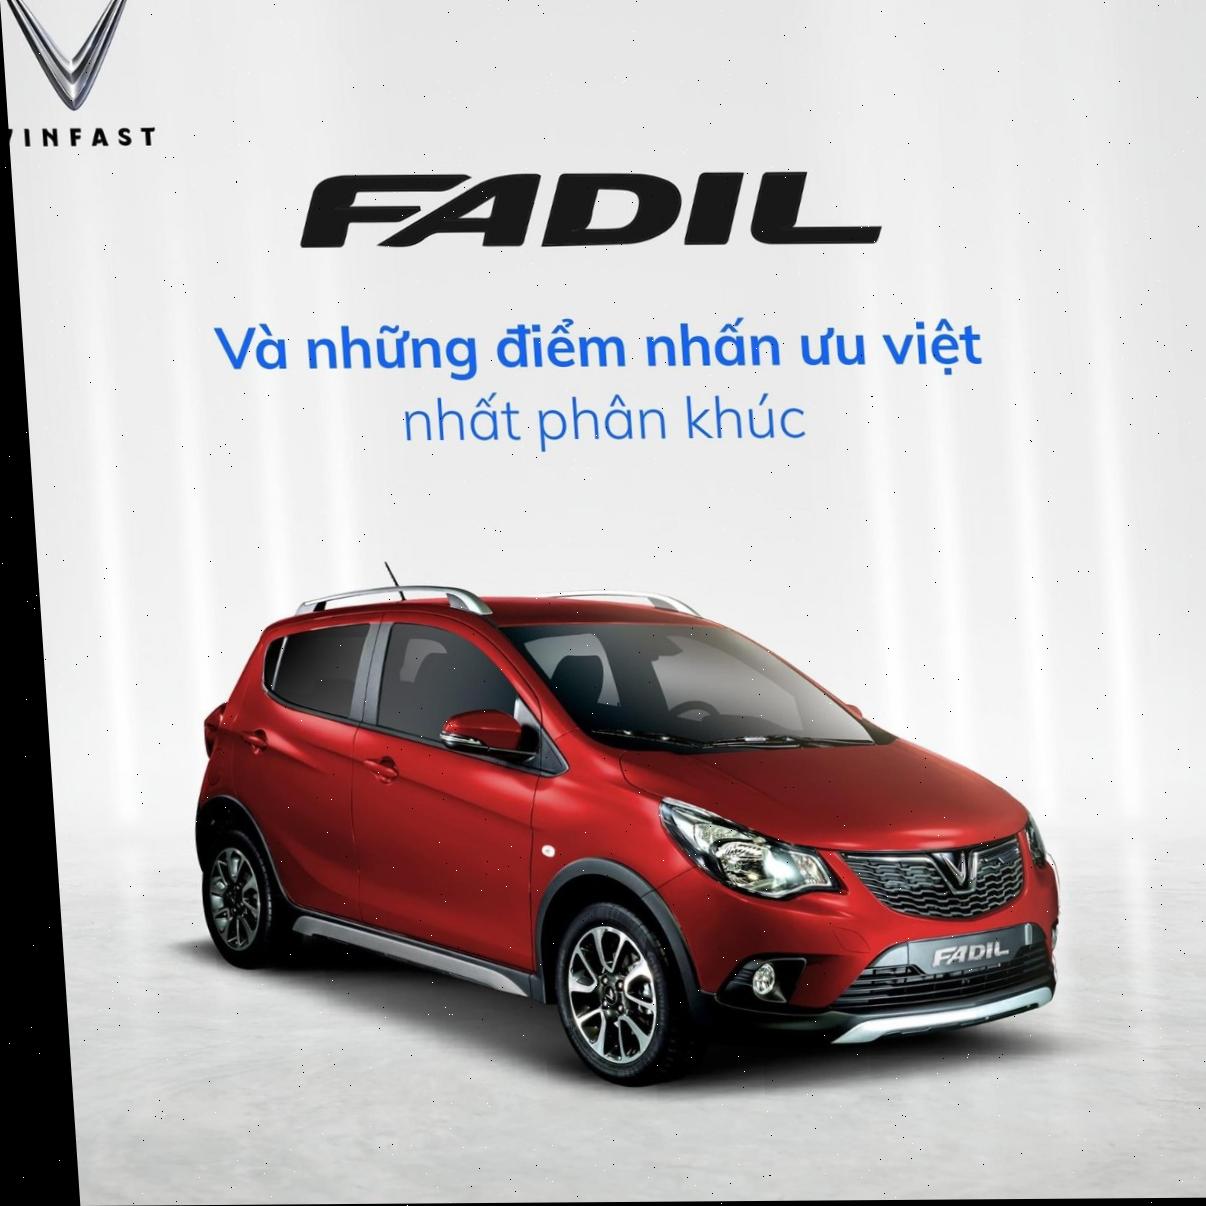 VINFAST
FADIL
Và những điểm nhấn ưu việt
nhất phân khúc
FADIL